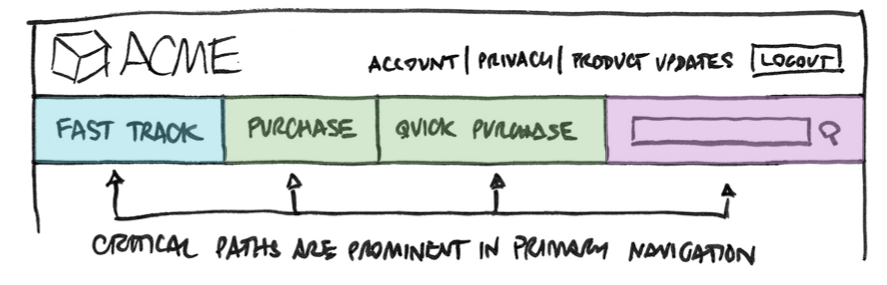 ACME
ACCOUNT | PRIVACY | PRODUCT UPDATES LOGOUT
FAST TRACK PURCHASE QUICK PURCHASE
CRITICAL PATHS ARE PROMINENT IN PRIMARY NAVIGATION